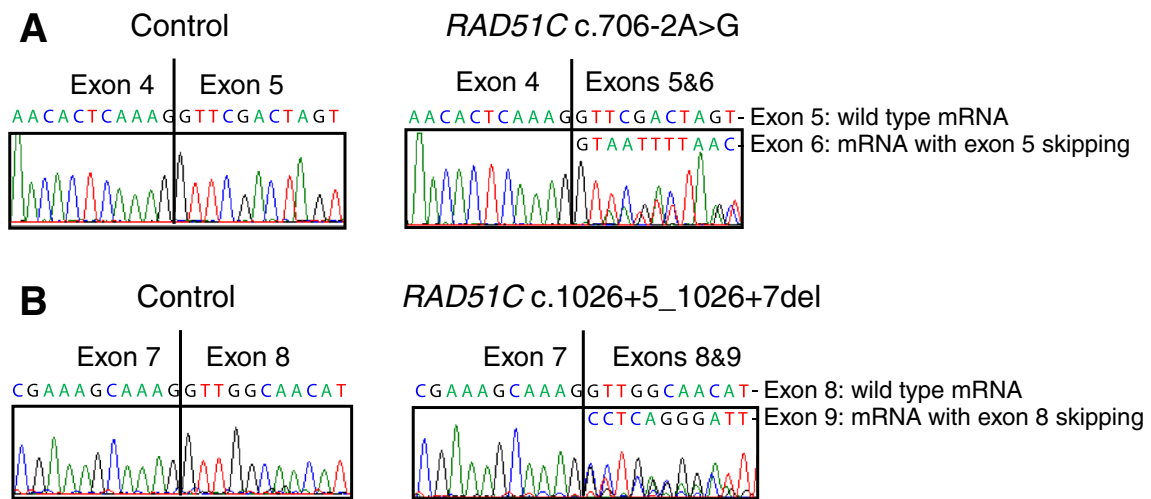 A
Control
RAD51C c.706-2A>G
Exon 4
Exon 5
Exon 4
Exons 5&6
AACACTCAAAGGTTCGACTAGT
AACACTCAAAGGTTCGACTAGT- Exon 5: wild type mRNA
GTAATTTTAAC- Exon 6: mRNA with exon 5 skipping
B
Control
RAD51C c.1026+5_1026+7del
Exon 7
Exon 8
Exon 7
Exons 8&9
CGAAAGCAAAGGTTGGCAACAT
CGAAAGCAAAGGTTGGCAACAT- Exon 8: wild type mRNA
CCTCAGGGATT- Exon 9: mRNA with exon 8 skipping